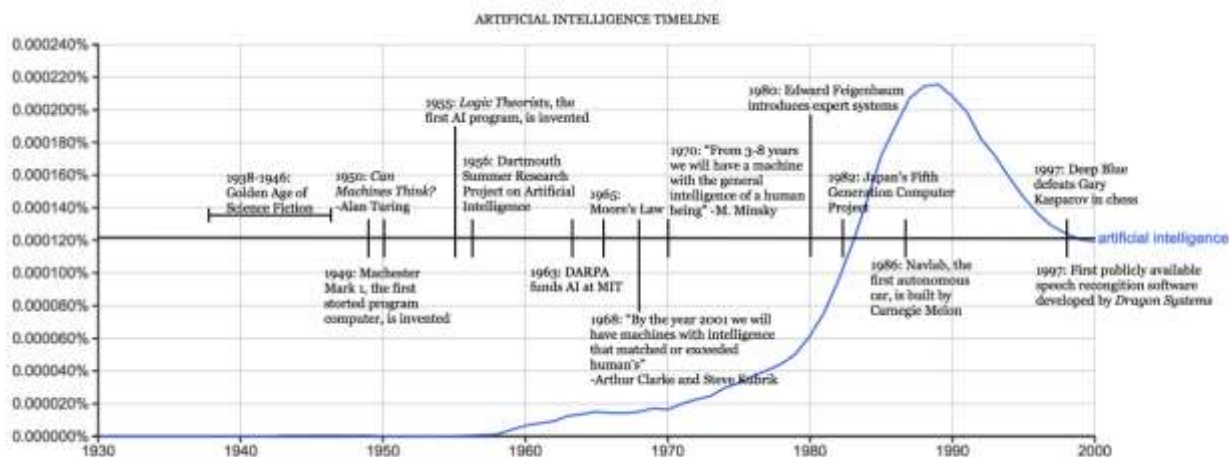 ARTIFICIAL INTELLIGENCE TIMELINE
0.000240%
0.000220%
0.000200%
0.000180%
0.000160%
0.000140%
0.000120%
0.000100%
0.000080%
0.000060%
0.000040%
0.000020%
0.000000%
1938-1946:
Golden Age of
Science Fiction
1949: Machester
Mark 1, the first
storted program
computer, is invented
1950: Can
Machines Think?
-Alan Turing
1955: Logic Theorists, the
first AI program, is invented
1956: Dartmouth
Summer Research
Project on Artificial
Intelligence
1963: DARPA
funds AI at MIT
1965:
Moore's Law
1968: "By the year 2001 we will
have machines with intelligence
that matched or exceeded
human's"
-Arthur Clarke and Steve Kubrik
1970: "From 3-8 years
we will have a machine
with the general
intelligence of a human
being" -M. Minsky
1980: Edward Feigenbaum
introduces expert systems
1982: Japan's Fifth
Generation Computer
Project
1986: Navlab, the
first autonomous
car, is built by
Carnegie Melon
1997: Deep Blue
defeats Gary
Kasparov in chess
artificial intelligence
1997: First publicly available
speech recongition software
developed by Dragon Systems
1930
1940
1950
1960
1970
1980
1990
2000